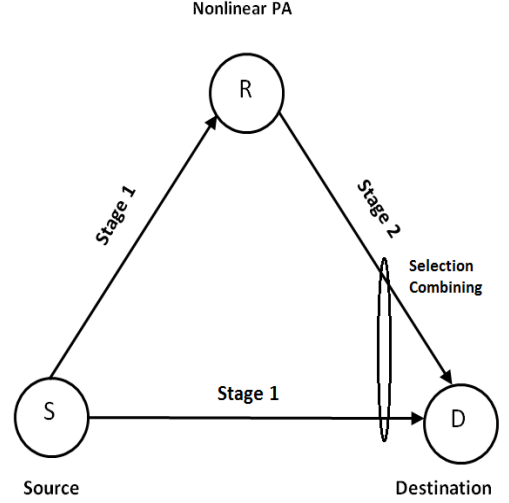 Nonlinear PA
R
Stage 1
Stage 2
Selection
Combining
Stage 1
S
D
Source
Destination